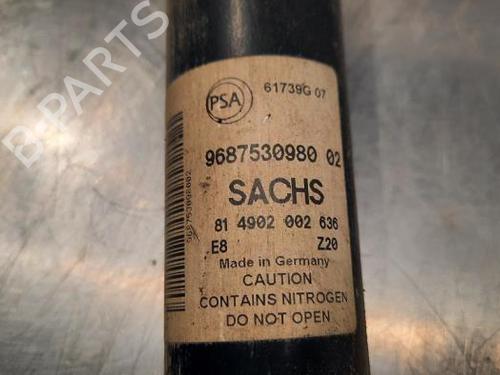 PSA
61739G 07
9687530980 02
SACHS
81 4902 002 636
E8 Z20
Made in Germany
CAUTION
CONTAINS NITROGEN
DO NOT OPEN
968753098002
B-PARTS